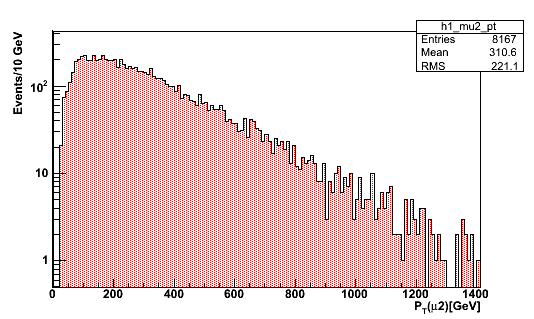 h1_mu2_pt
Entries 8167
Mean 310.6
RMS 221.1
Events/10 GeV
10²
10
1
0 200 400 600 800 1000 1200 1400
P_T(μ2)[GeV]